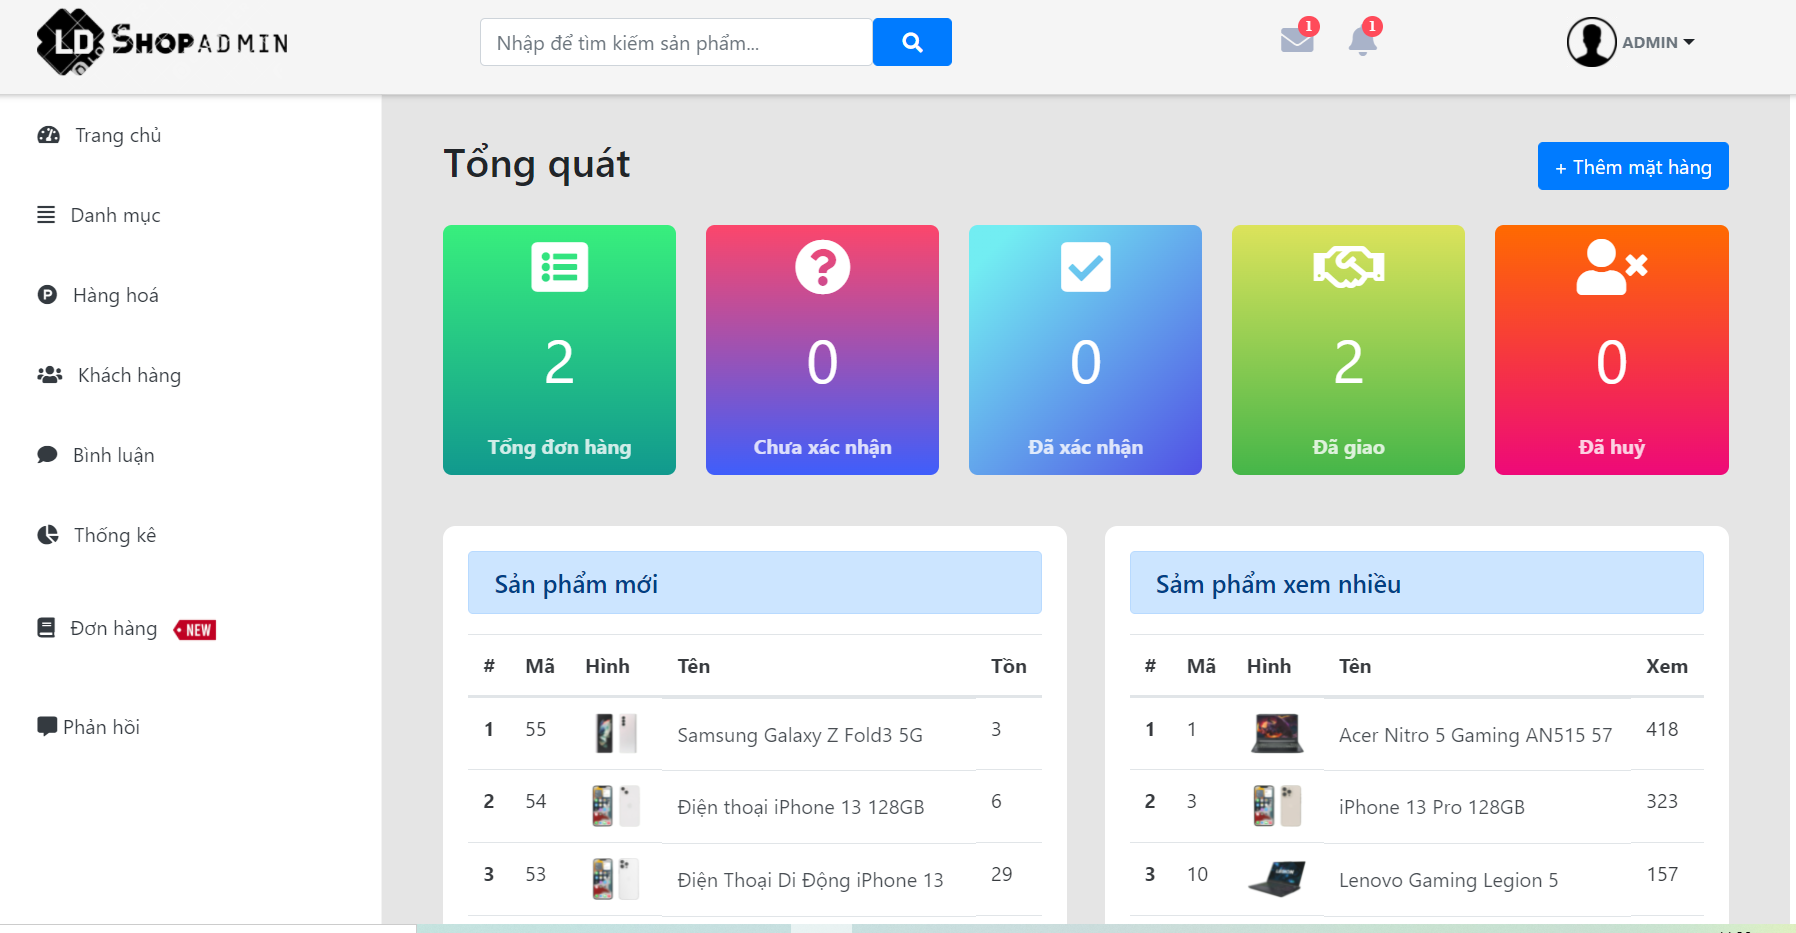 LD SHOP ADMIN
Nhập để tìm kiếm sản phẩm...
1
1
ADMIN
Trang chủ
Danh mục
Hàng hoá
Khách hàng
Bình luận
Thống kê
Đơn hàng NEW
Phản hồi
Tổng quát
+ Thêm mặt hàng
2
Tổng đơn hàng
0
Chưa xác nhận
0
Đã xác nhận
2
Đã giao
0
Đã huỷ
Sản phẩm mới
# Mã Hình Tên Tồn
1 55 Samsung Galaxy Z Fold3 5G 3
2 54 Điện thoại iPhone 13 128GB 6
3 53 Điện Thoại Di Động iPhone 13 29
Sảm phẩm xem nhiều
# Mã Hình Tên Xem
1 1 Acer Nitro 5 Gaming AN515 57 418
2 3 iPhone 13 Pro 128GB 323
3 10 Lenovo Gaming Legion 5 157